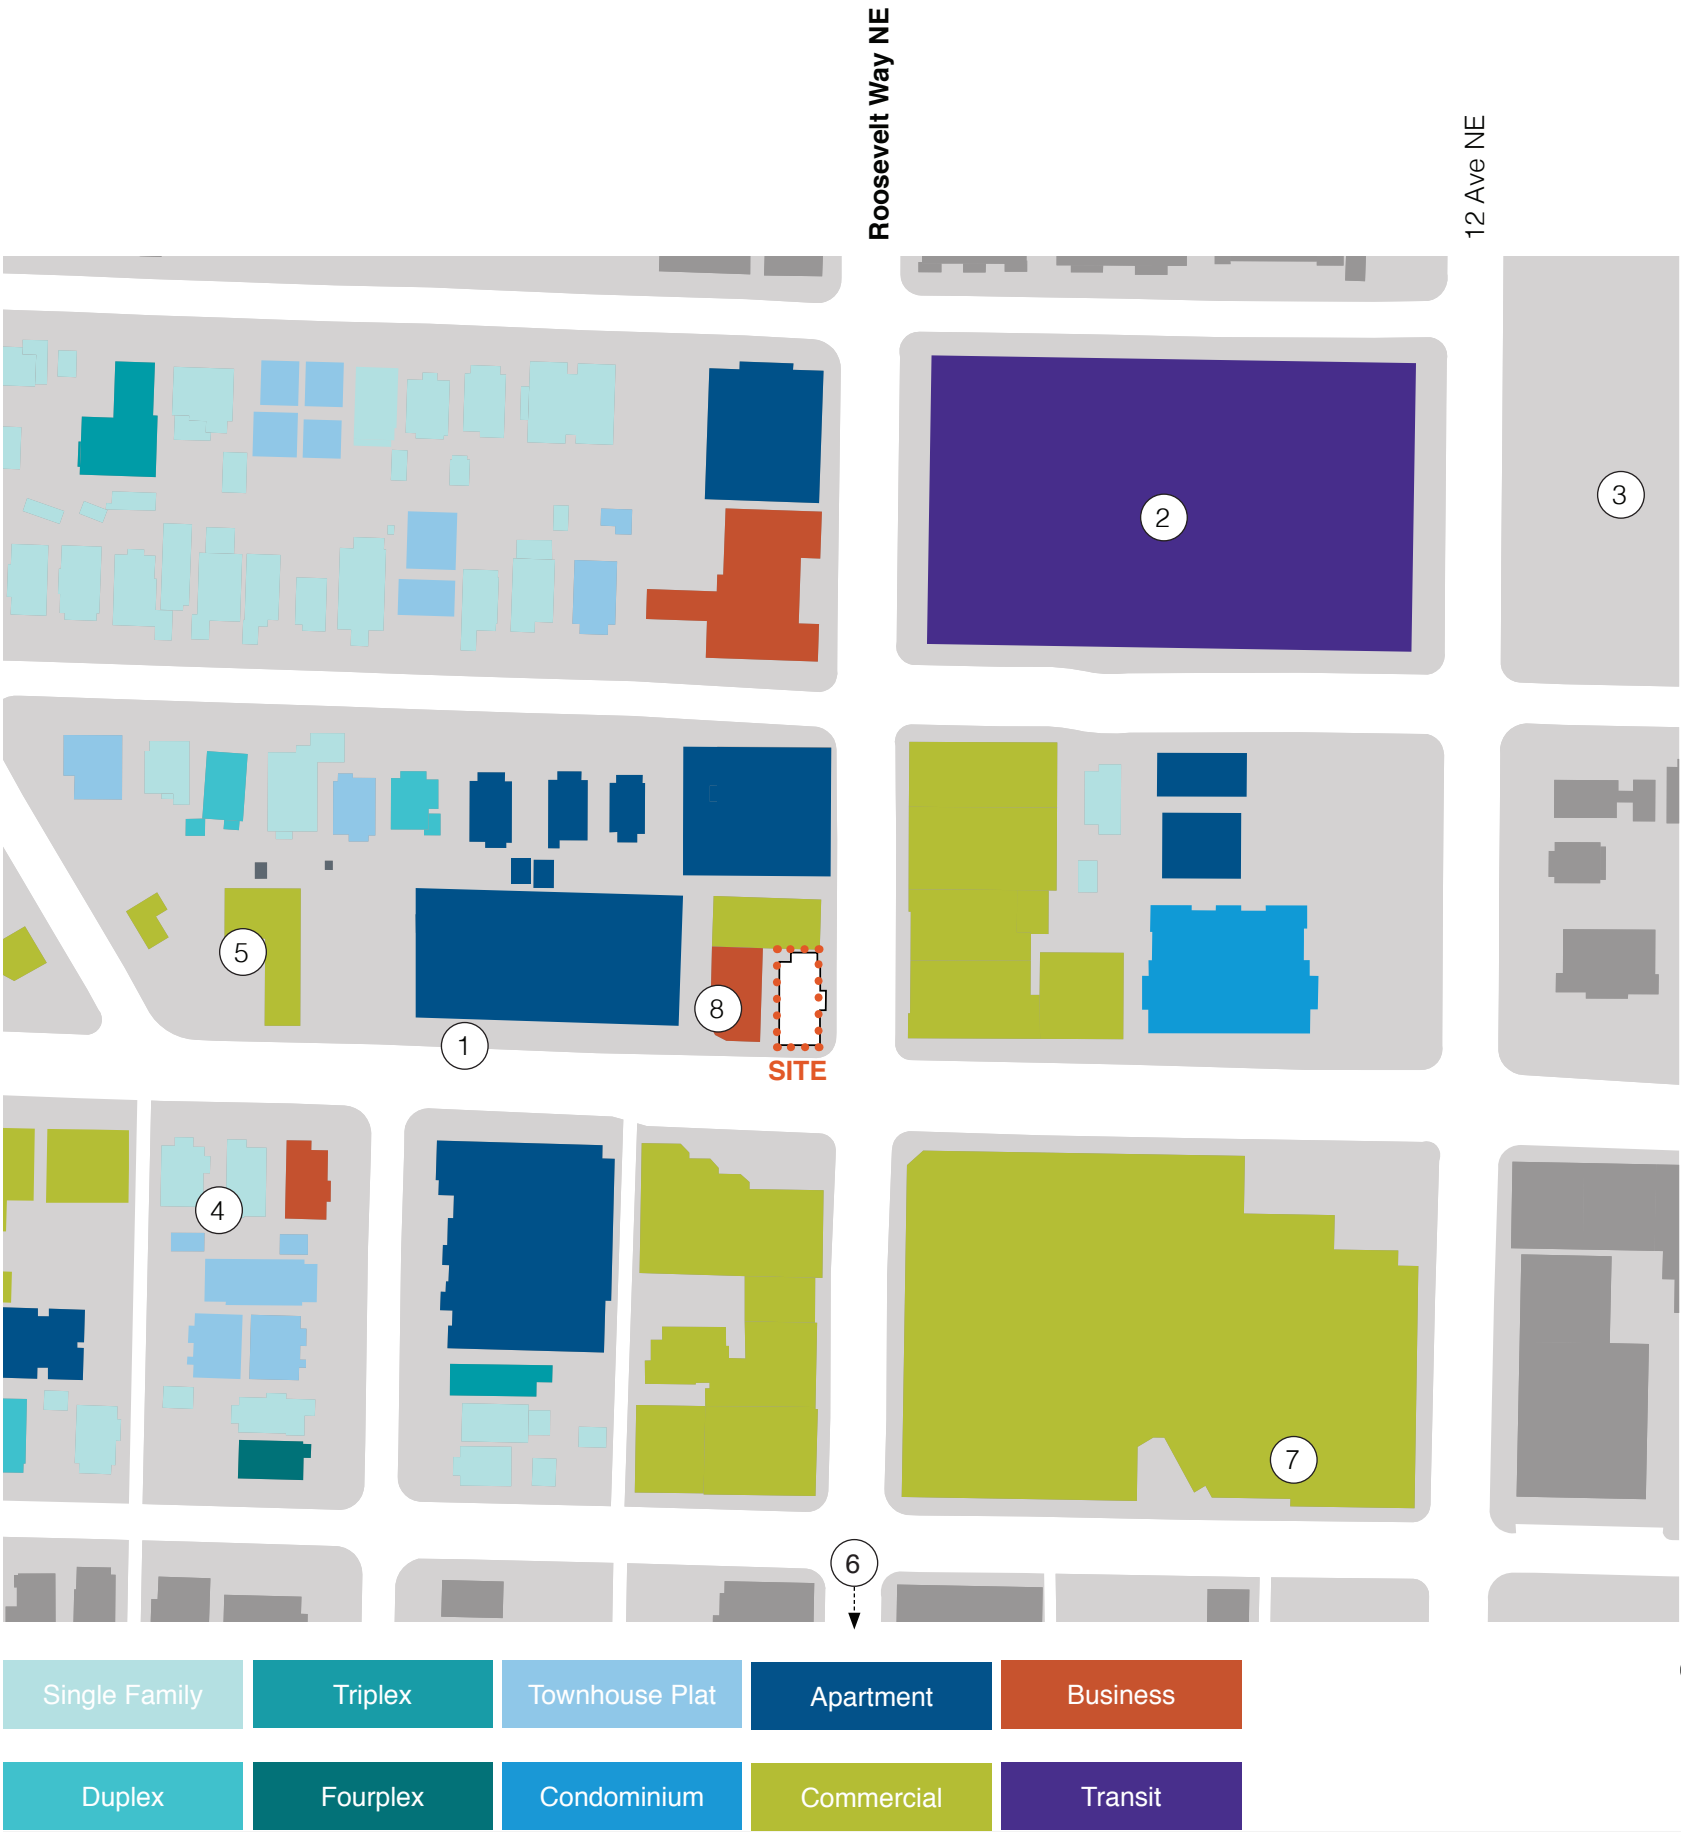 Roosevelt Way NE
12 Ave NE
2
3
5
8
1
SITE
4
7
6
Single Family
Triplex
Townhouse Plat
Apartment
Business
Duplex
Fourplex
Condominium
Commercial
Transit